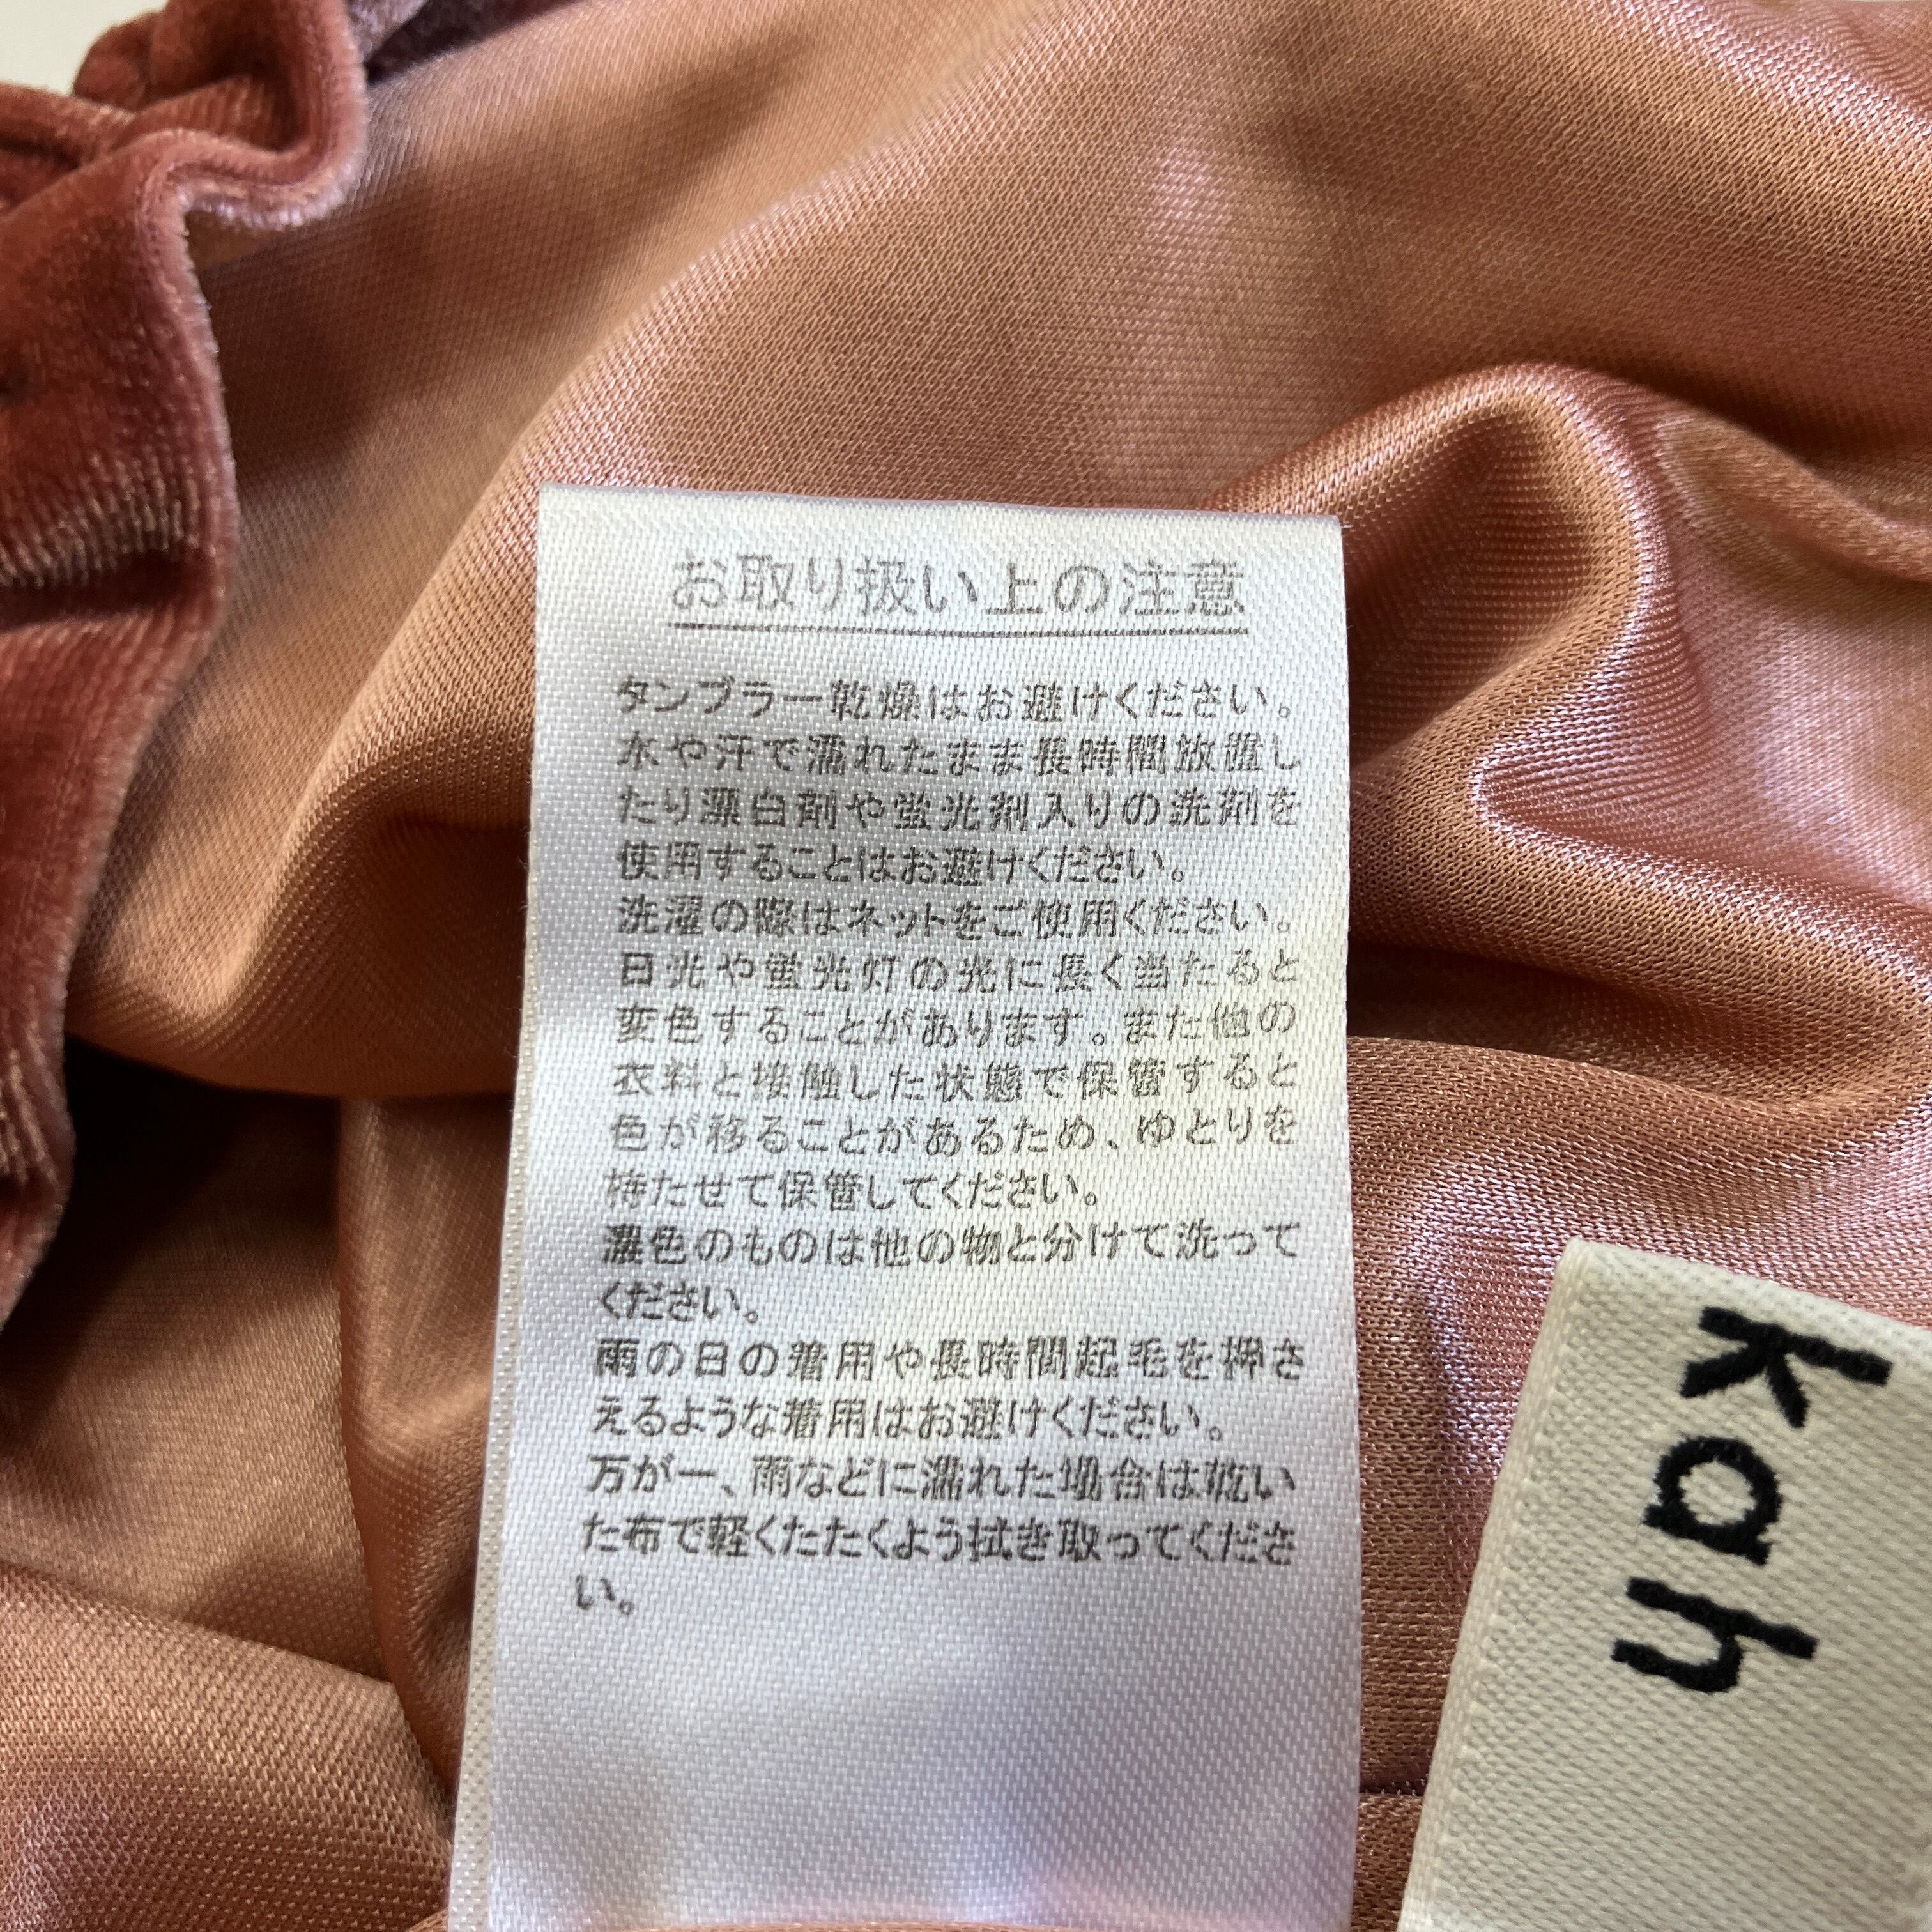 お取り扱い上の注意
タンブラー乾燥はお避けください。
水や汗で濡れたまま長時間放置し
たり漂白剤や蛍光剤入りの洗剤を
使用することはお避けください。
洗濯の際はネットをご使用ください。
日光や蛍光灯の光に長く当たると
変色することがあります。また他の
衣料と接触した状態で保管すると
色が移ることがあるため、ゆとりを
持たせて保管してください。
濃色のものは他の物と分けて洗って
ください。
雨の日の着用や長時間起毛を押さ
えるような着用はお避けください。
万が一、雨などに濡れた場合は乾い
た布で軽くたたくよう拭き取ってくださ
い。
kah